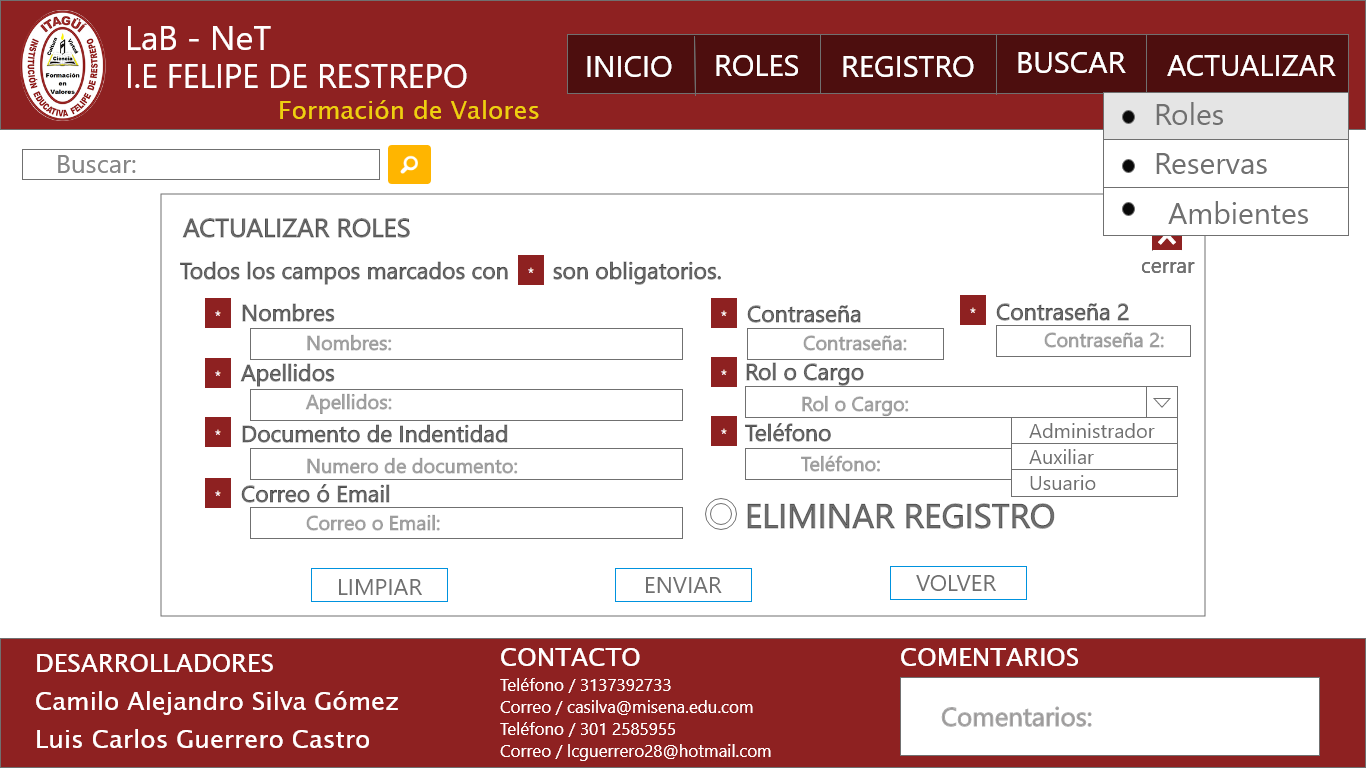 ITAGÜI
INSTITUCIÓN EDUCATIVA FELIPE DE RESTREPO
Ciencia
Formación
en
Valores
LaB - NeT
I.E FELIPE DE RESTREPO
Formación de Valores
INICIO
ROLES
REGISTRO
BUSCAR
ACTUALIZAR
Roles
Reservas
Ambientes
Buscar:
ACTUALIZAR ROLES
cerrar
Todos los campos marcados con * son obligatorios.
* Nombres
Nombres:
* Apellidos
Apellidos:
* Documento de Indentidad
Numero de documento:
* Correo ó Email
Correo o Email:
* Contraseña
Contraseña:
* Contraseña 2
Contraseña 2:
* Rol o Cargo
Rol o Cargo:
Administrador
Auxiliar
Usuario
* Teléfono
Teléfono:
ELIMINAR REGISTRO
LIMPIAR
ENVIAR
VOLVER
DESARROLLADORES
Camilo Alejandro Silva Gómez
Luis Carlos Guerrero Castro
CONTACTO
Teléfono / 3137392733
Correo / casilva@misena.edu.com
Teléfono / 301 2585955
Correo / lcguerrero28@hotmail.com
COMENTARIOS
Comentarios: